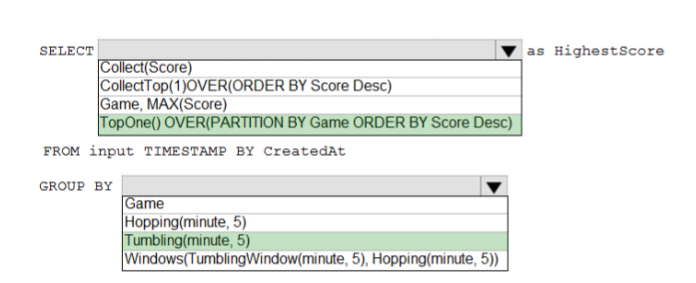 SELECT as HighestScore
Collect(Score)
CollectTop(1)OVER(ORDER BY Score Desc)
Game, MAX(Score)
TopOne() OVER(PARTITION BY Game ORDER BY Score Desc)
FROM input TIMESTAMP BY CreatedAt
GROUP BY
Game
Hopping(minute, 5)
Tumbling(minute, 5)
Windows(TumblingWindow(minute, 5), Hopping(minute, 5))